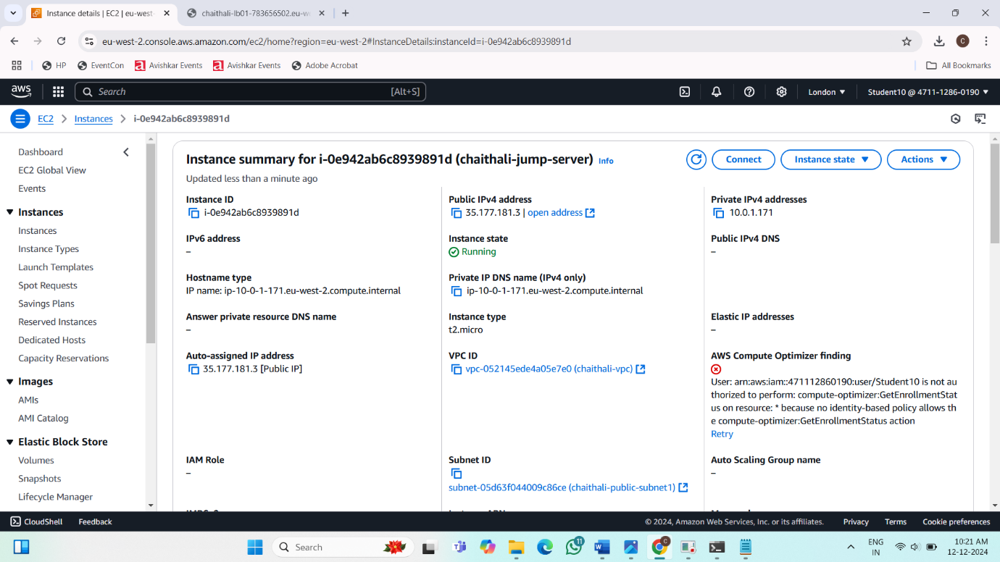 Instance details | EC2 | eu-west-
chaithali-lb01-783656502.eu-w
eu-west-2.console.aws.amazon.com/ec2/home?region=eu-west-2#InstanceDetails:instanceId=i-0e942ab6c8939891d
C
HP
EventCon
Avishkar Events
Avishkar Events
Adobe Acrobat
All Bookmarks
aws
Search
[Alt+S]
London
Student10 @ 4711-1286-0190
EC2
Instances
i-0e942ab6c8939891d
Dashboard
EC2 Global View
Events
Instances
Instances
Instance Types
Launch Templates
Spot Requests
Savings Plans
Reserved Instances
Dedicated Hosts
Capacity Reservations
Images
AMIs
AMI Catalog
Elastic Block Store
Volumes
Snapshots
Lifecycle Manager
Instance summary for i-0e942ab6c8939891d (chaithali-jump-server) Info
Updated less than a minute ago
Connect
Instance state
Actions
Instance ID
i-0e942ab6c8939891d
Public IPv4 address
35.177.181.3 | open address
Private IPv4 addresses
10.0.1.171
IPv6 address
–
Instance state
Running
Public IPv4 DNS
–
Hostname type
IP name: ip-10-0-1-171.eu-west-2.compute.internal
Private IP DNS name (IPv4 only)
ip-10-0-1-171.eu-west-2.compute.internal
Answer private resource DNS name
–
Instance type
t2.micro
Elastic IP addresses
–
Auto-assigned IP address
35.177.181.3 [Public IP]
VPC ID
vpc-052145ede4a05e7e0 (chaithali-vpc)
AWS Compute Optimizer finding
User: arn:aws:iam::471112860190:user/Student10 is not au
thorized to perform: compute-optimizer:GetEnrollmentStat
us on resource: * because no identity-based policy allows th
e compute-optimizer:GetEnrollmentStatus action
Retry
IAM Role
–
Subnet ID
subnet-05d63f044009c86ce (chaithali-public-subnet1)
Auto Scaling Group name
–
CloudShell
Feedback
© 2024, Amazon Web Services, Inc. or its affiliates.
Privacy
Terms
Cookie preferences
Search
11
C
ENG
IN
10:21 AM
12-12-2024